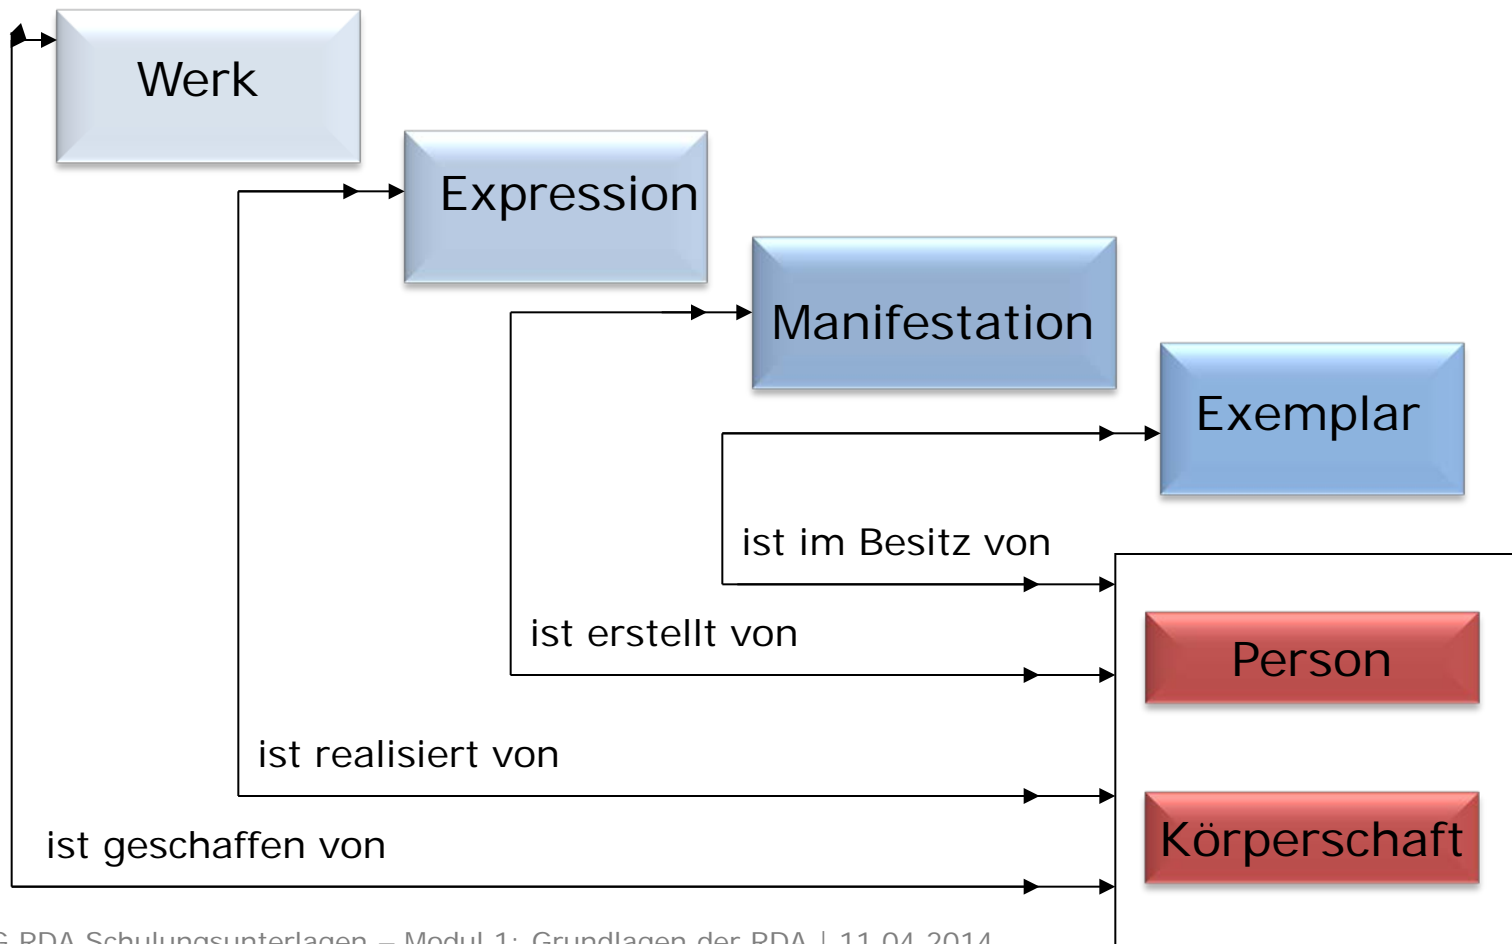 Werk
Expression
Manifestation
Exemplar
ist im Besitz von
ist erstellt von
Person
ist realisiert von
Körperschaft
ist geschaffen von
RDA Schulungsunterlagen – Modul 1: Grundlagen der RDA | 11.04.2014